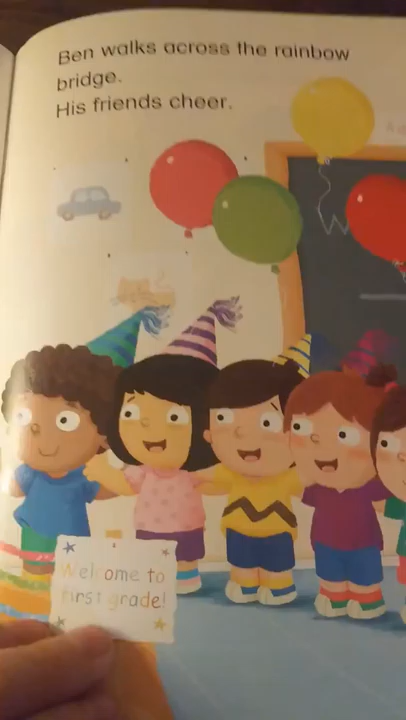 Ben walks across the rainbow
bridge.
His friends cheer.
W
Welcome to
first grade!